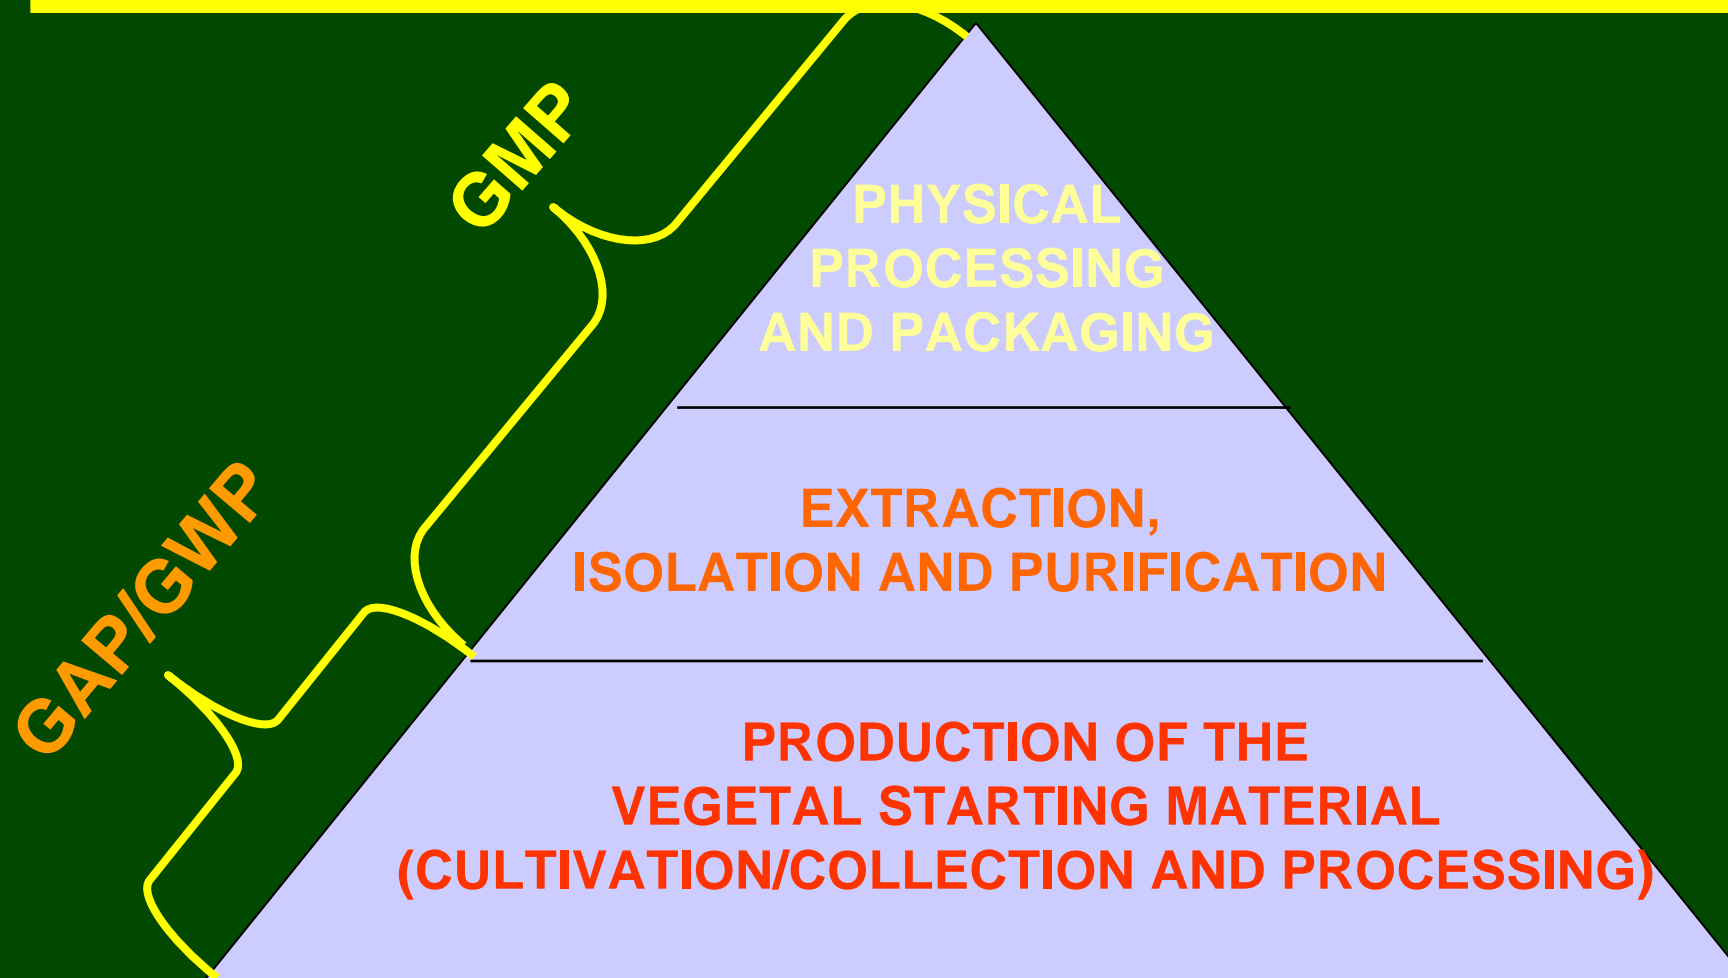 GMP
PHYSICAL
PROCESSING
AND PACKAGING
GAP/GWP
EXTRACTION,
ISOLATION AND PURIFICATION
PRODUCTION OF THE
VEGETAL STARTING MATERIAL
(CULTIVATION/COLLECTION AND PROCESSING)